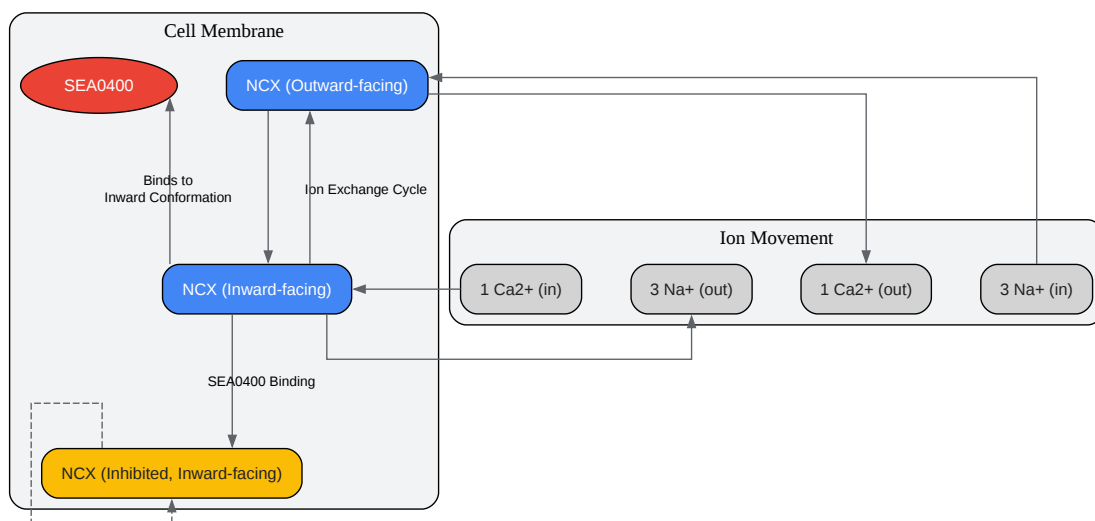 Cell Membrane
SEA0400
NCX (Outward-facing)
Binds to
Inward Conformation
Ion Exchange Cycle
Ion Movement
NCX (Inward-facing)
1 Ca2+ (in)
3 Na+ (out)
1 Ca2+ (out)
3 Na+ (in)
SEA0400 Binding
NCX (Inhibited, Inward-facing)